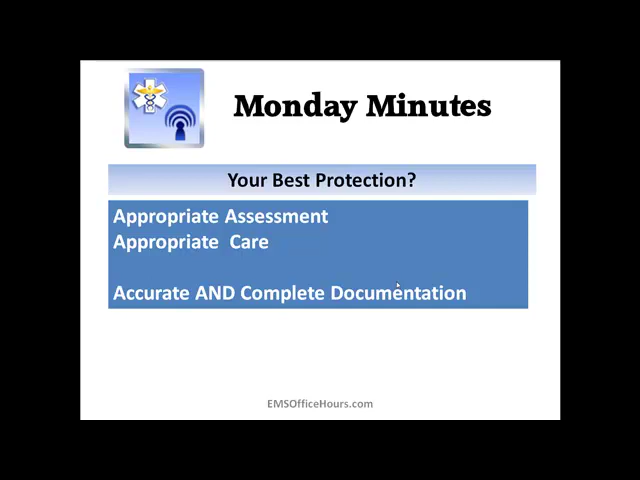 Monday Minutes
Your Best Protection?
Appropriate Assessment
Appropriate Care
Accurate AND Complete Documentation
EMSOfficeHours.com